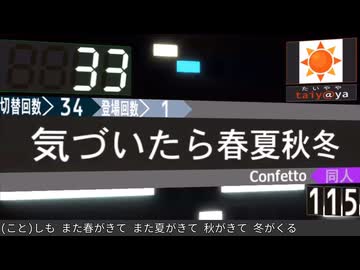 33
たいやや
taiy@ya
切替回数> 34 登場回数> 1
気づいたら春夏秋冬
Confetto 同人
115
(こと)しも また春がきて また夏がきて 秋がきて 冬がくる